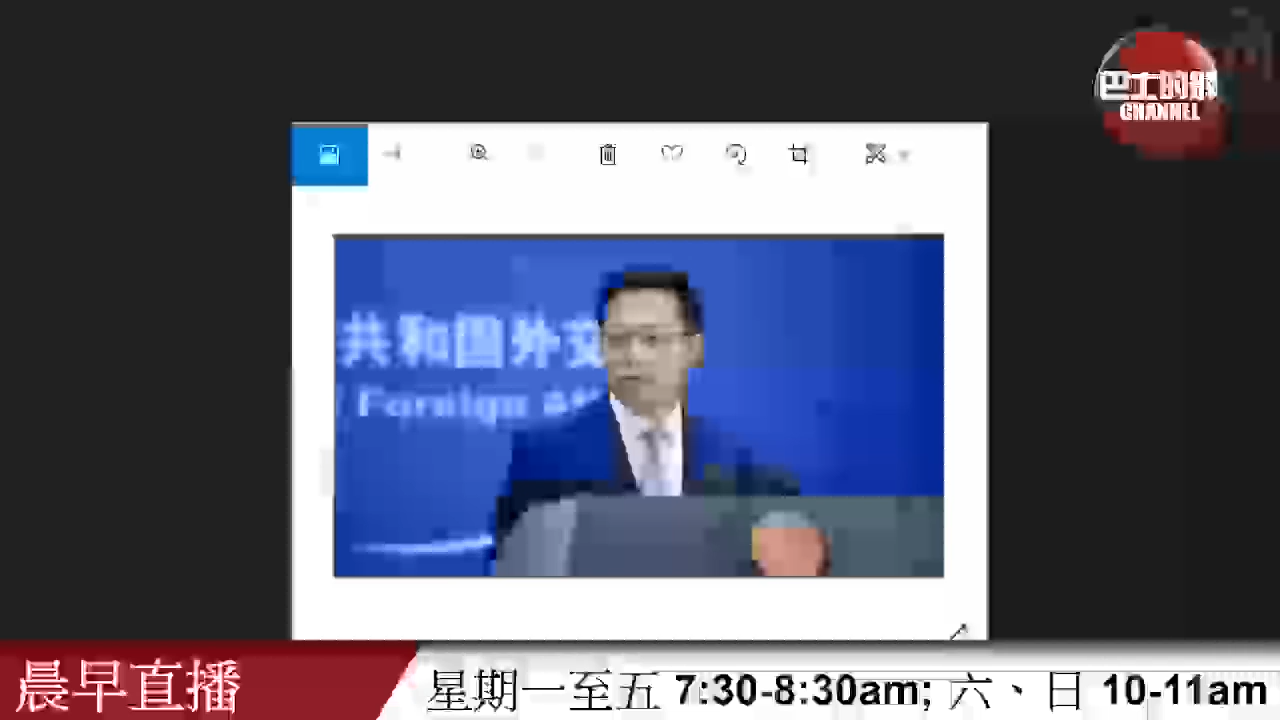 巴士的報
CHANNEL
共和国外交
Foreign Aff
晨早直播
星期一至五 7:30-8:30am; 六、日 10-11am